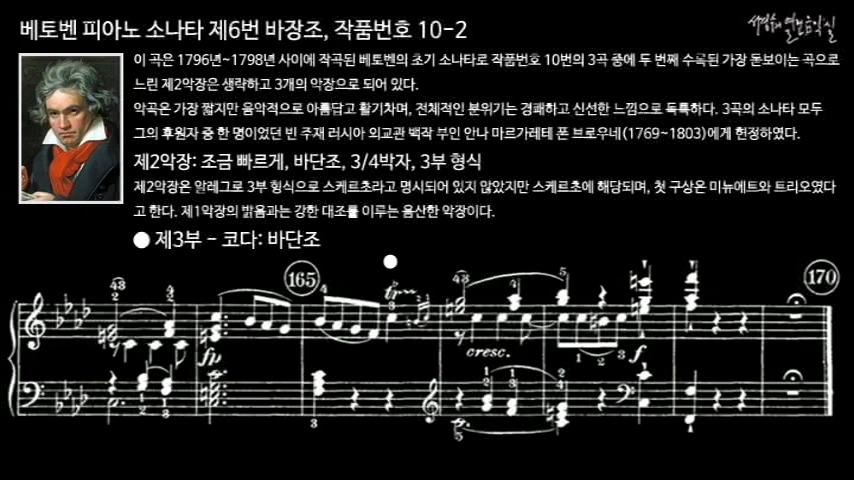 베토벤 피아노 소나타 제6번 바장조, 작품번호 10-2
서정숙의 열린음악실
이 곡은 1796년~1798년 사이에 작곡된 베토벤의 초기 소나타로 작품번호 10번의 3곡 중에 두 번째 수록된 가장 돋보이는 곡으로
느린 제2악장은 생략하고 3개의 악장으로 되어 있다.
악곡은 가장 짧지만 음악적으로 아름답고 활기차며, 전체적인 분위기는 경쾌하고 신선한 느낌으로 독특하다. 3곡의 소나타 모두
그의 후원자 중 한 명이었던 빈 주재 러시아 외교관 백작 부인 안나 마르가레테 폰 브로우네(1769~1803)에게 헌정하였다.
제2악장: 조금 빠르게, 바단조, 3/4박자, 3부 형식
제2악장은 알레그로 3부 형식으로 스케르초라고 명시되어 있지 않았지만 스케르초에 해당되며, 첫 구상은 미뉴에트와 트리오였다
고 한다. 제1악장의 밝음과는 강한 대조를 이루는 음산한 악장이다.
● 제3부 - 코다: 바단조
165
170
tr
fp
cresc.
f